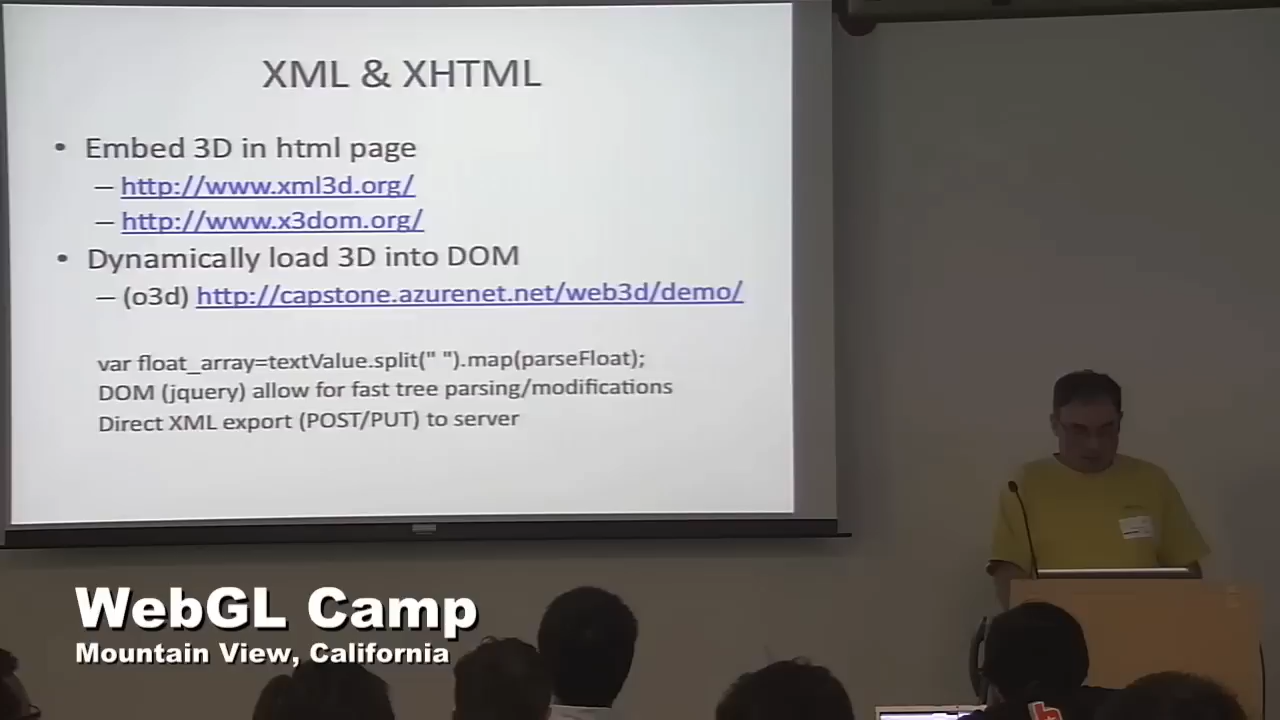 XML & XHTML
• Embed 3D in html page
– http://www.xml3d.org/
– http://www.x3dom.org/
• Dynamically load 3D into DOM
– (o3d) http://capstone.azurenet.net/web3d/demo/
var float_array=textValue.split(" ").map(parseFloat);
DOM (jquery) allow for fast tree parsing/modifications
Direct XML export (POST/PUT) to server
WebGL Camp
Mountain View, California